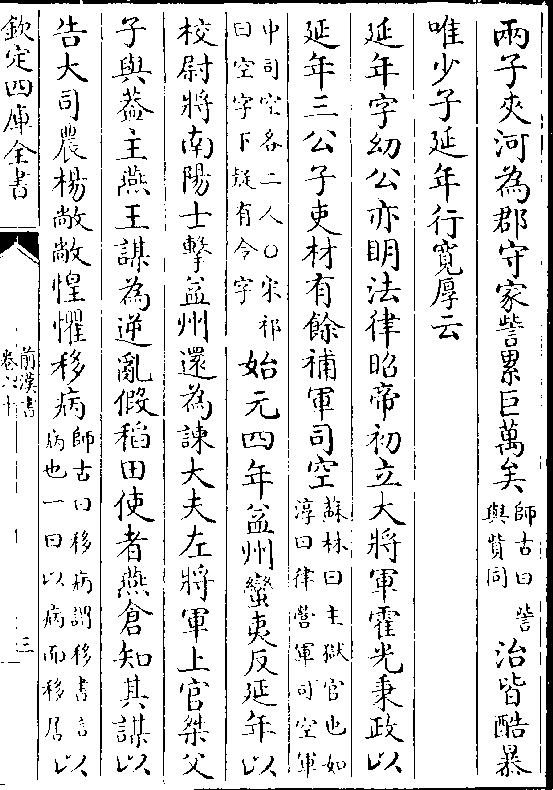 兩子夾河為郡守家訾累巨萬矣師古曰訾與貲同治皆酷暴
唯少子延年行寛厚云
延年字幼公亦明法律昭帝初立大將軍霍光秉政以
延年三公子吏材有餘補軍司空蘇林曰主獄官也如淳曰律營軍司空軍
中司空各二人○宋祁曰空字下疑有令字始元四年益州蠻夷反延年以
校尉將南陽士擊益州還為諫大夫左將軍上官桀父
子與葢主燕王謀為逆亂假稻田使者燕倉知其謀以
告大司農楊敞敞惶懼移病師古曰移病謂移書言病也一曰以病而移居以
欽定四庫全書
前漢書
卷六十
三